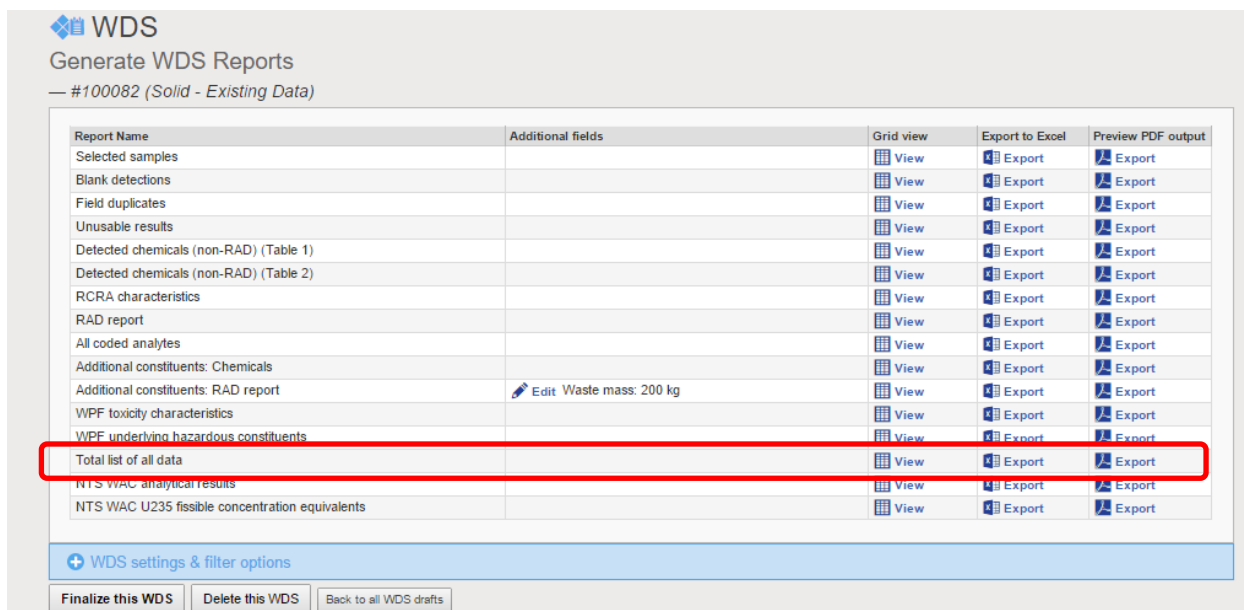 WDS
Generate WDS Reports
— #100082 (Solid - Existing Data)
Report Name Additional fields Grid view Export to Excel Preview PDF output
Selected samples View Export Export
Blank detections View Export Export
Field duplicates View Export Export
Unusable results View Export Export
Detected chemicals (non-RAD) (Table 1) View Export Export
Detected chemicals (non-RAD) (Table 2) View Export Export
RCRA characteristics View Export Export
RAD report View Export Export
All coded analytes View Export Export
Additional constituents: Chemicals View Export Export
Additional constituents: RAD report Edit Waste mass: 200 kg View Export Export
WPF toxicity characteristics View Export Export
WPF underlying hazardous constituents View Export Export
Total list of all data View Export Export
NTS WAC analytical results View Export Export
NTS WAC U235 fissible concentration equivalents View Export Export
WDS settings & filter options
Finalize this WDS Delete this WDS Back to all WDS drafts